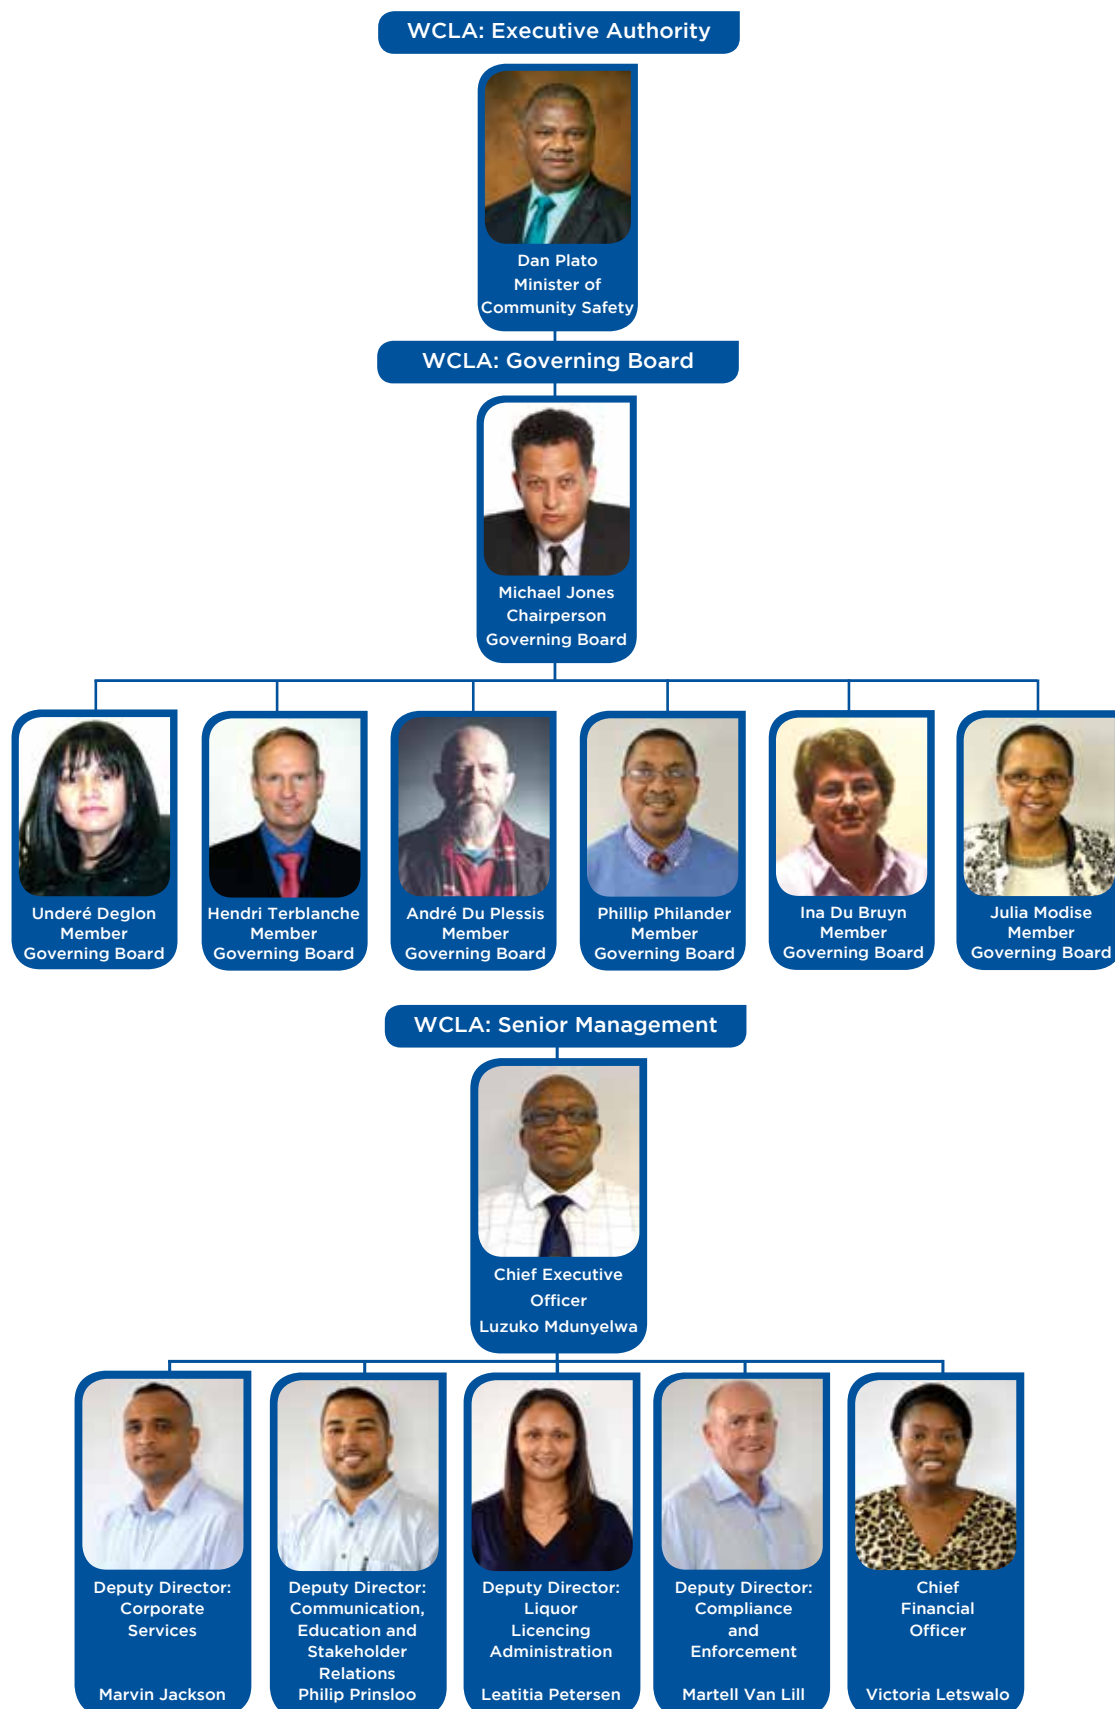 WCLA: Executive Authority
Dan Plato
Minister of
Community Safety
WCLA: Governing Board
Michael Jones
Chairperson
Governing Board
Underé Deglon
Member
Governing Board
Hendri Terblanche
Member
Governing Board
André Du Plessis
Member
Governing Board
Phillip Philander
Member
Governing Board
Ina Du Bruyn
Member
Governing Board
Julia Modise
Member
Governing Board
WCLA: Senior Management
Chief Executive
Officer
Luzuko Mdunyelwa
Deputy Director:
Corporate
Services
Marvin Jackson
Deputy Director:
Communication,
Education and
Stakeholder
Relations
Philip Prinsloo
Deputy Director:
Liquor
Licencing
Administration
Leatitia Petersen
Deputy Director:
Compliance
and
Enforcement
Martell Van Lill
Chief
Financial
Officer
Victoria Letswalo